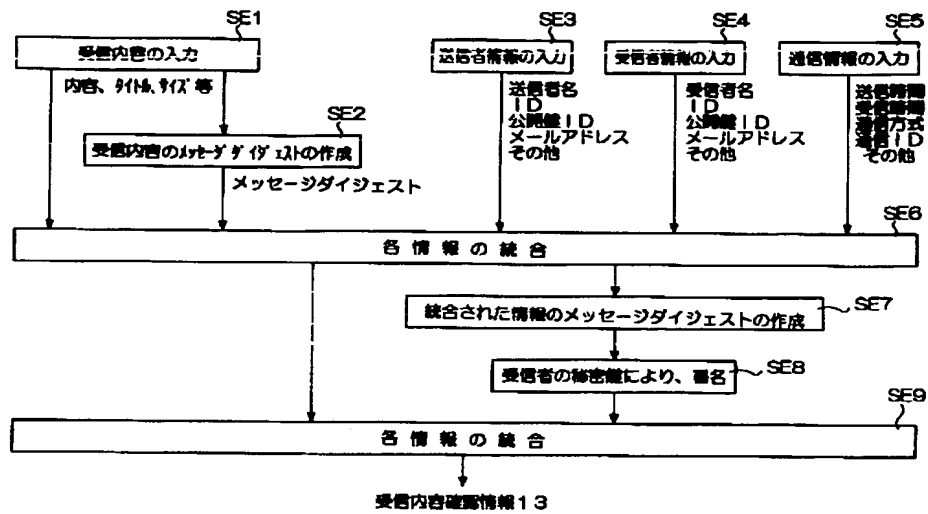 SE1
受信内容の入力
内容、タイトル、サイズ等
SE2
受信内容のメッセージダイジェストの作成
メッセージダイジェスト
SE3
送信者情報の入力
送信者名
ID
公開鍵ID
メールアドレス
その他
SE4
受信者情報の入力
受信者名
ID
公開鍵ID
メールアドレス
その他
SE5
通信情報の入力
送信時間
受信時間
通信方式
通信ID
その他
SE6
各情報の統合
SE7
統合された情報のメッセージダイジェストの作成
SE8
受信者の秘密鍵により、署名
SE9
各情報の統合
受信内容確認情報13